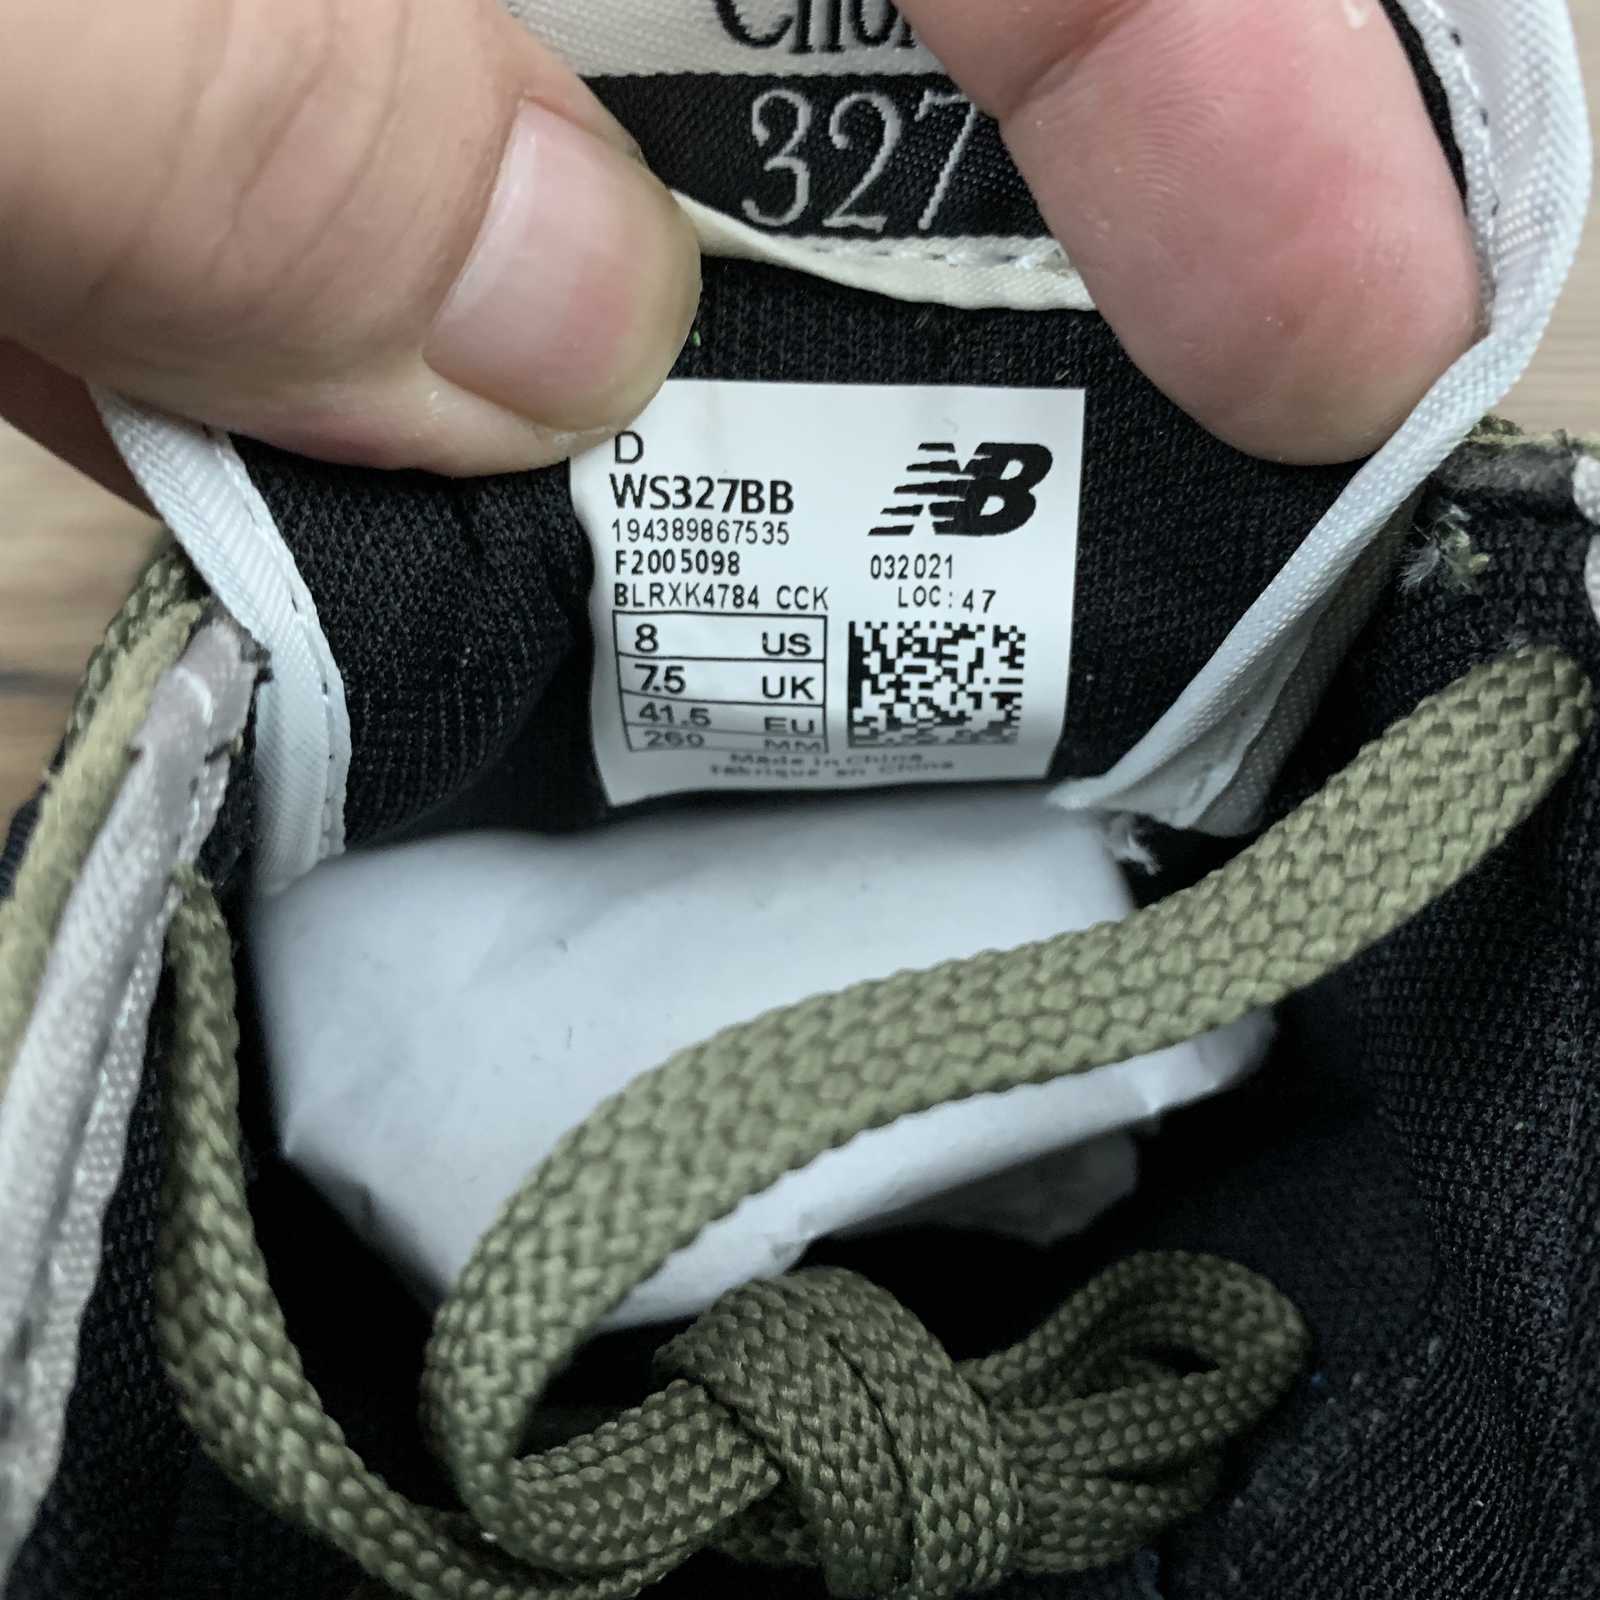 327
D
WS327BB
194389867535
F2005098
032021
BLRXK4784 CCK
LOC: 47
8 US
7.5 UK
41.5 EU
260 MM
Made in China
Fabriqué en Chine
NB